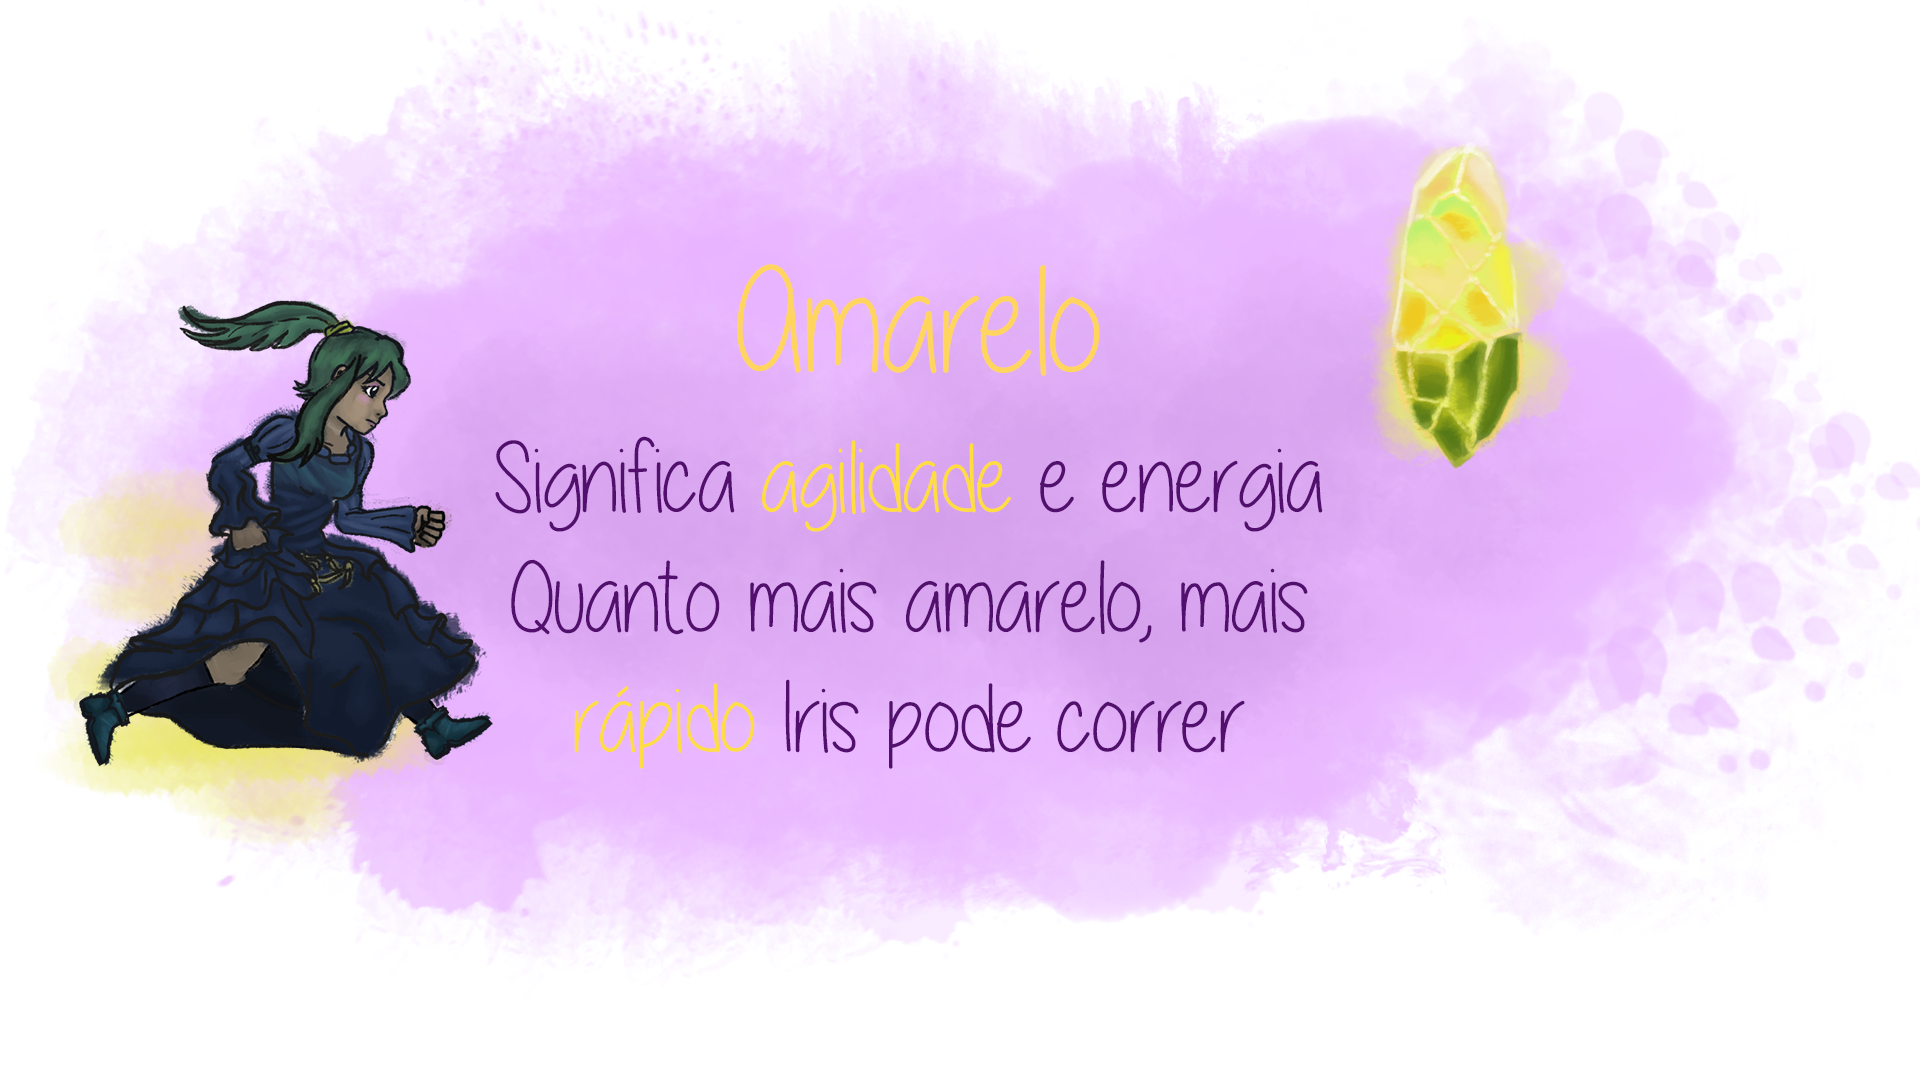 Amarelo
Significa agilidade e energia
Quanto mais amarelo, mais
rápido Iris pode correr